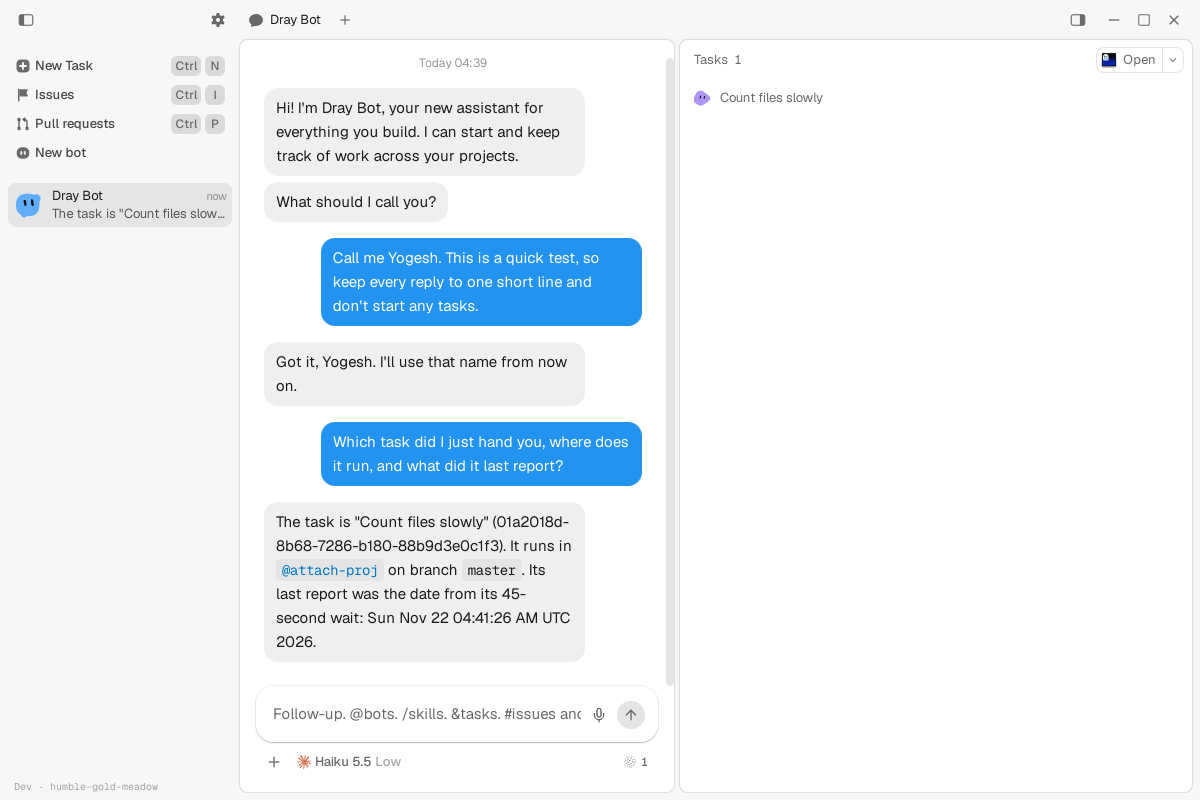 Dray Bot
New Task Ctrl N
Issues Ctrl I
Pull requests Ctrl P
New bot
Dray Bot now
The task is "Count files slow…
Dev · humble-gold-meadow
Today 04:39
Hi! I'm Dray Bot, your new assistant for
everything you build. I can start and keep
track of work across your projects.
What should I call you?
Call me Yogesh. This is a quick test, so
keep every reply to one short line and
don't start any tasks.
Got it, Yogesh. I'll use that name from now
on.
Which task did I just hand you, where does
it run, and what did it last report?
The task is "Count files slowly" (01a2018d-
8b68-7286-b180-88b9d3e0c1f3). It runs in
@attach-proj on branch master. Its
last report was the date from its 45-
second wait: Sun Nov 22 04:41:26 AM UTC
2026.
Follow-up. @bots. /skills. &tasks. #issues and
Haiku 5.5 Low 1
Tasks 1 Open
Count files slowly